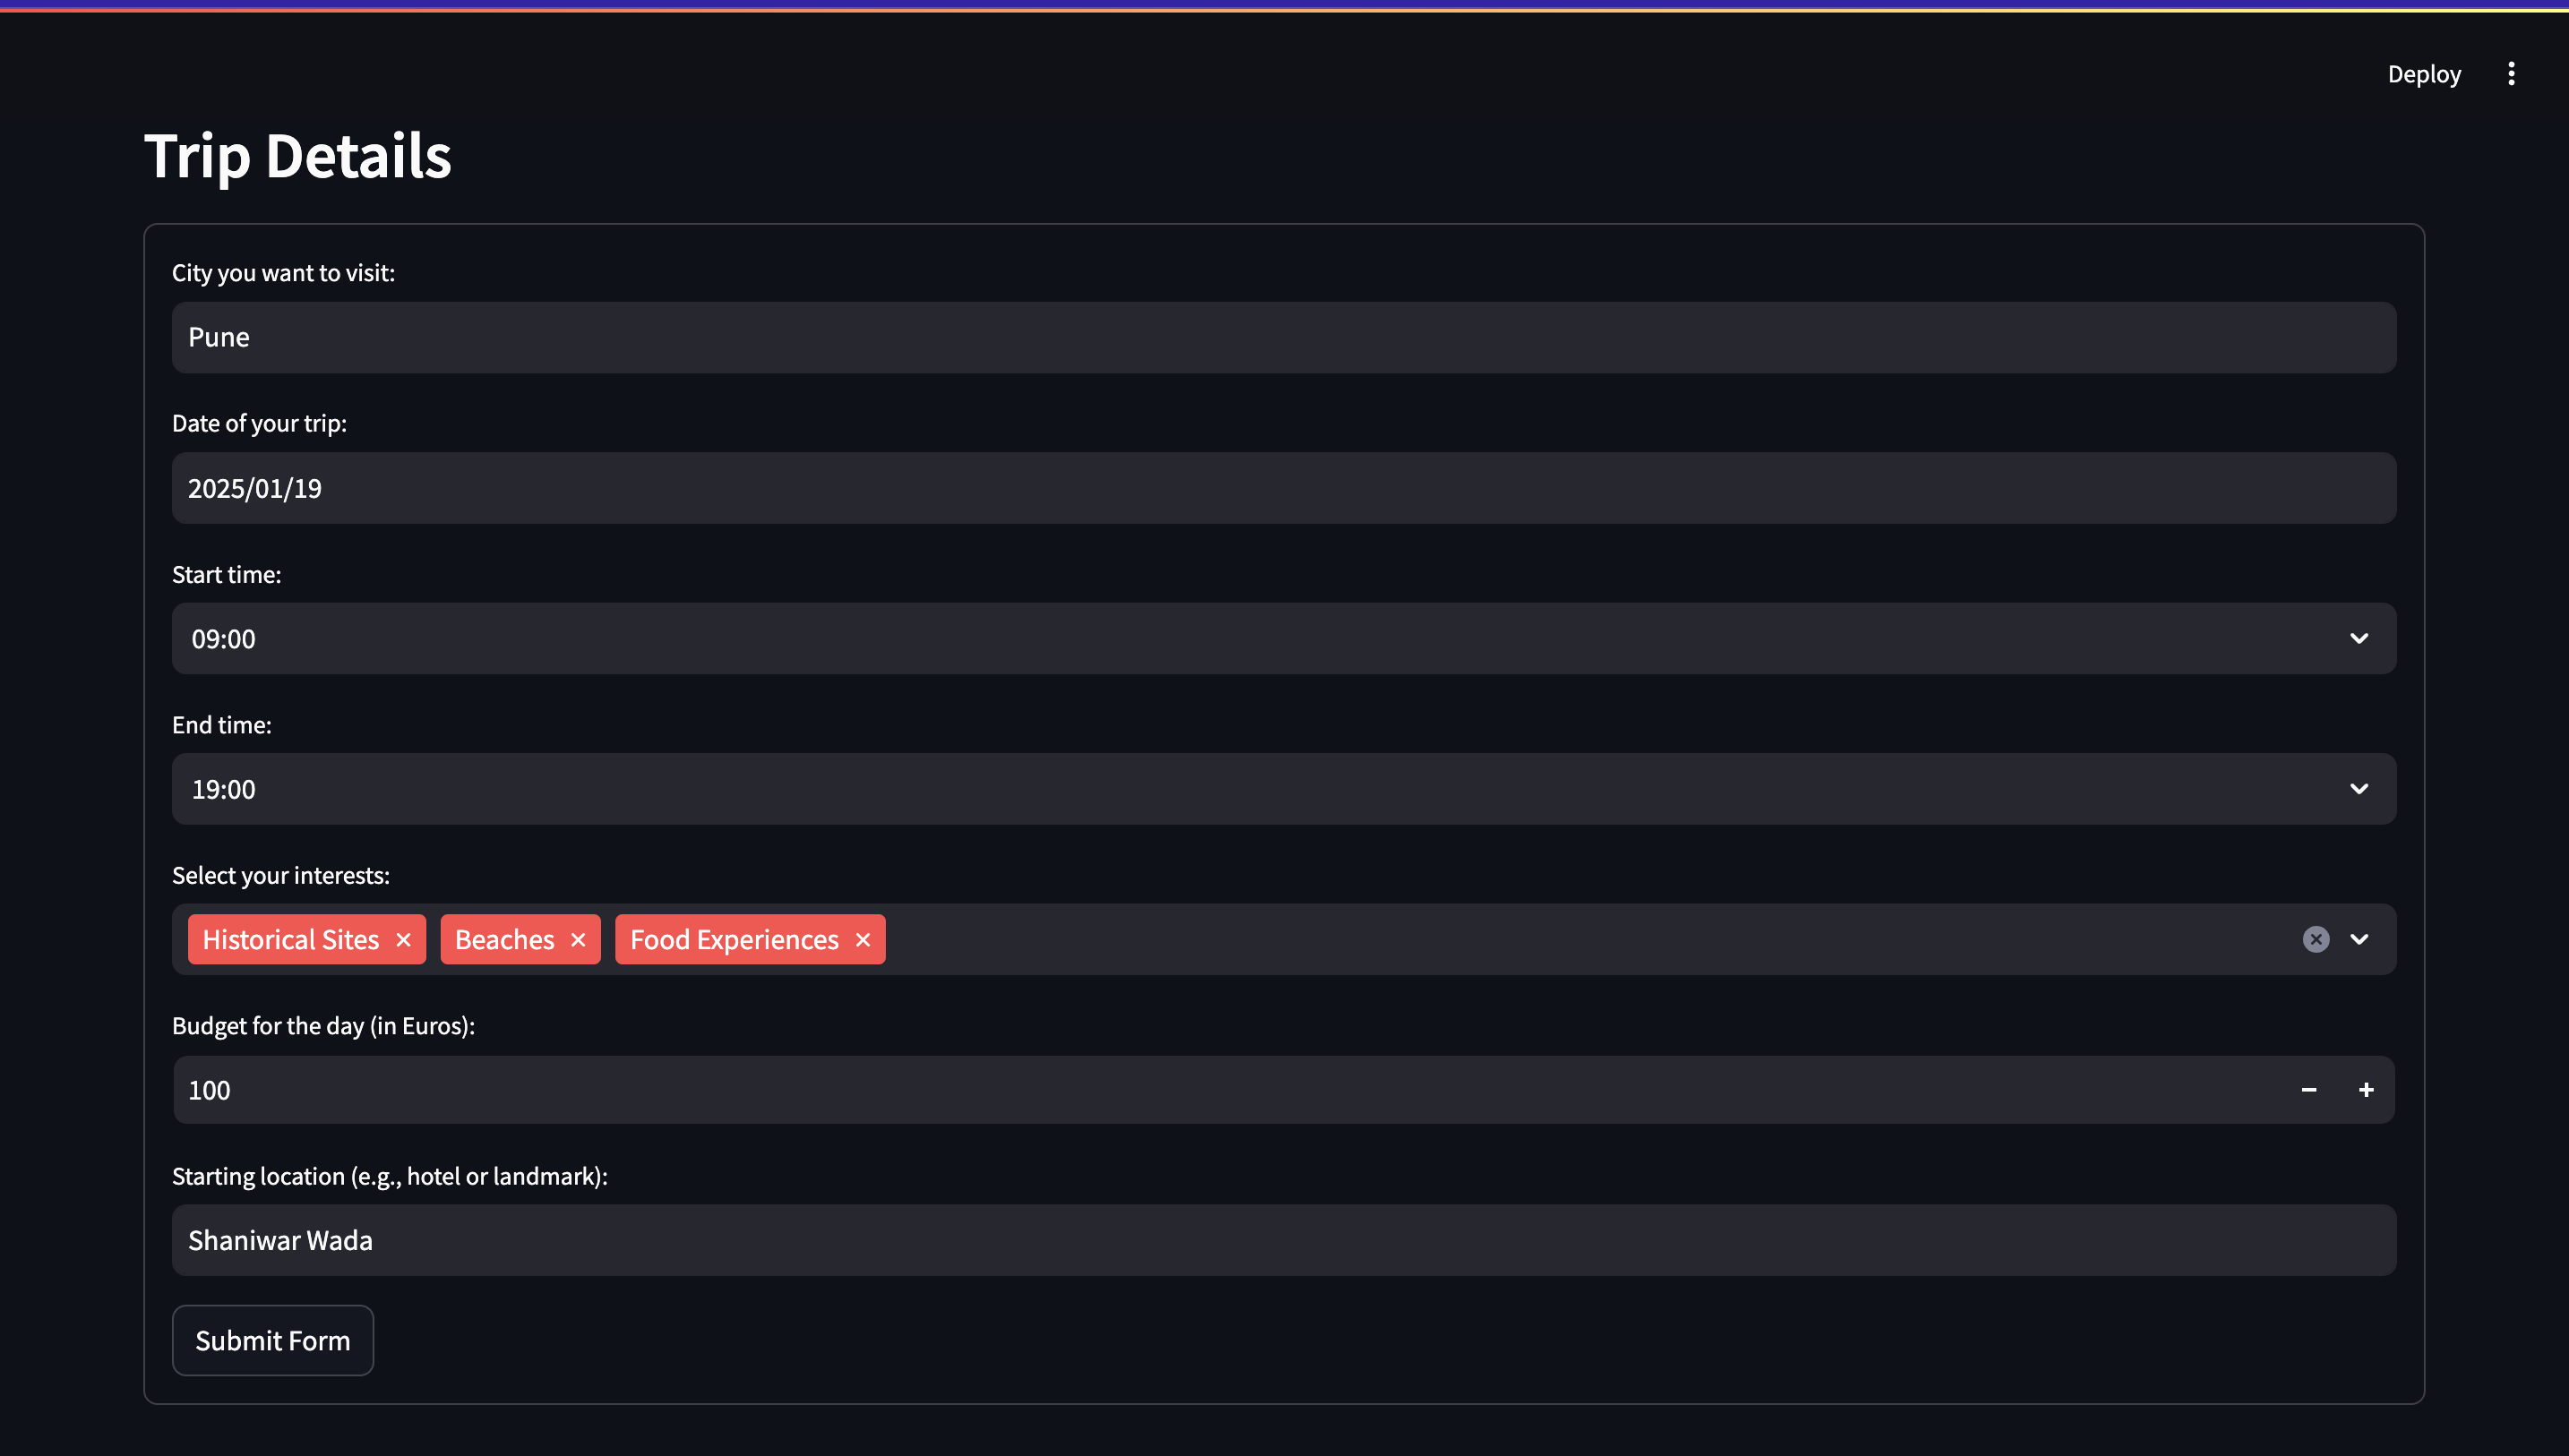 Deploy
Trip Details
City you want to visit:
Pune
Date of your trip:
2025/01/19
Start time:
09:00
End time:
19:00
Select your interests:
Historical Sites Beaches Food Experiences
Budget for the day (in Euros):
100
Starting location (e.g., hotel or landmark):
Shaniwar Wada
Submit Form